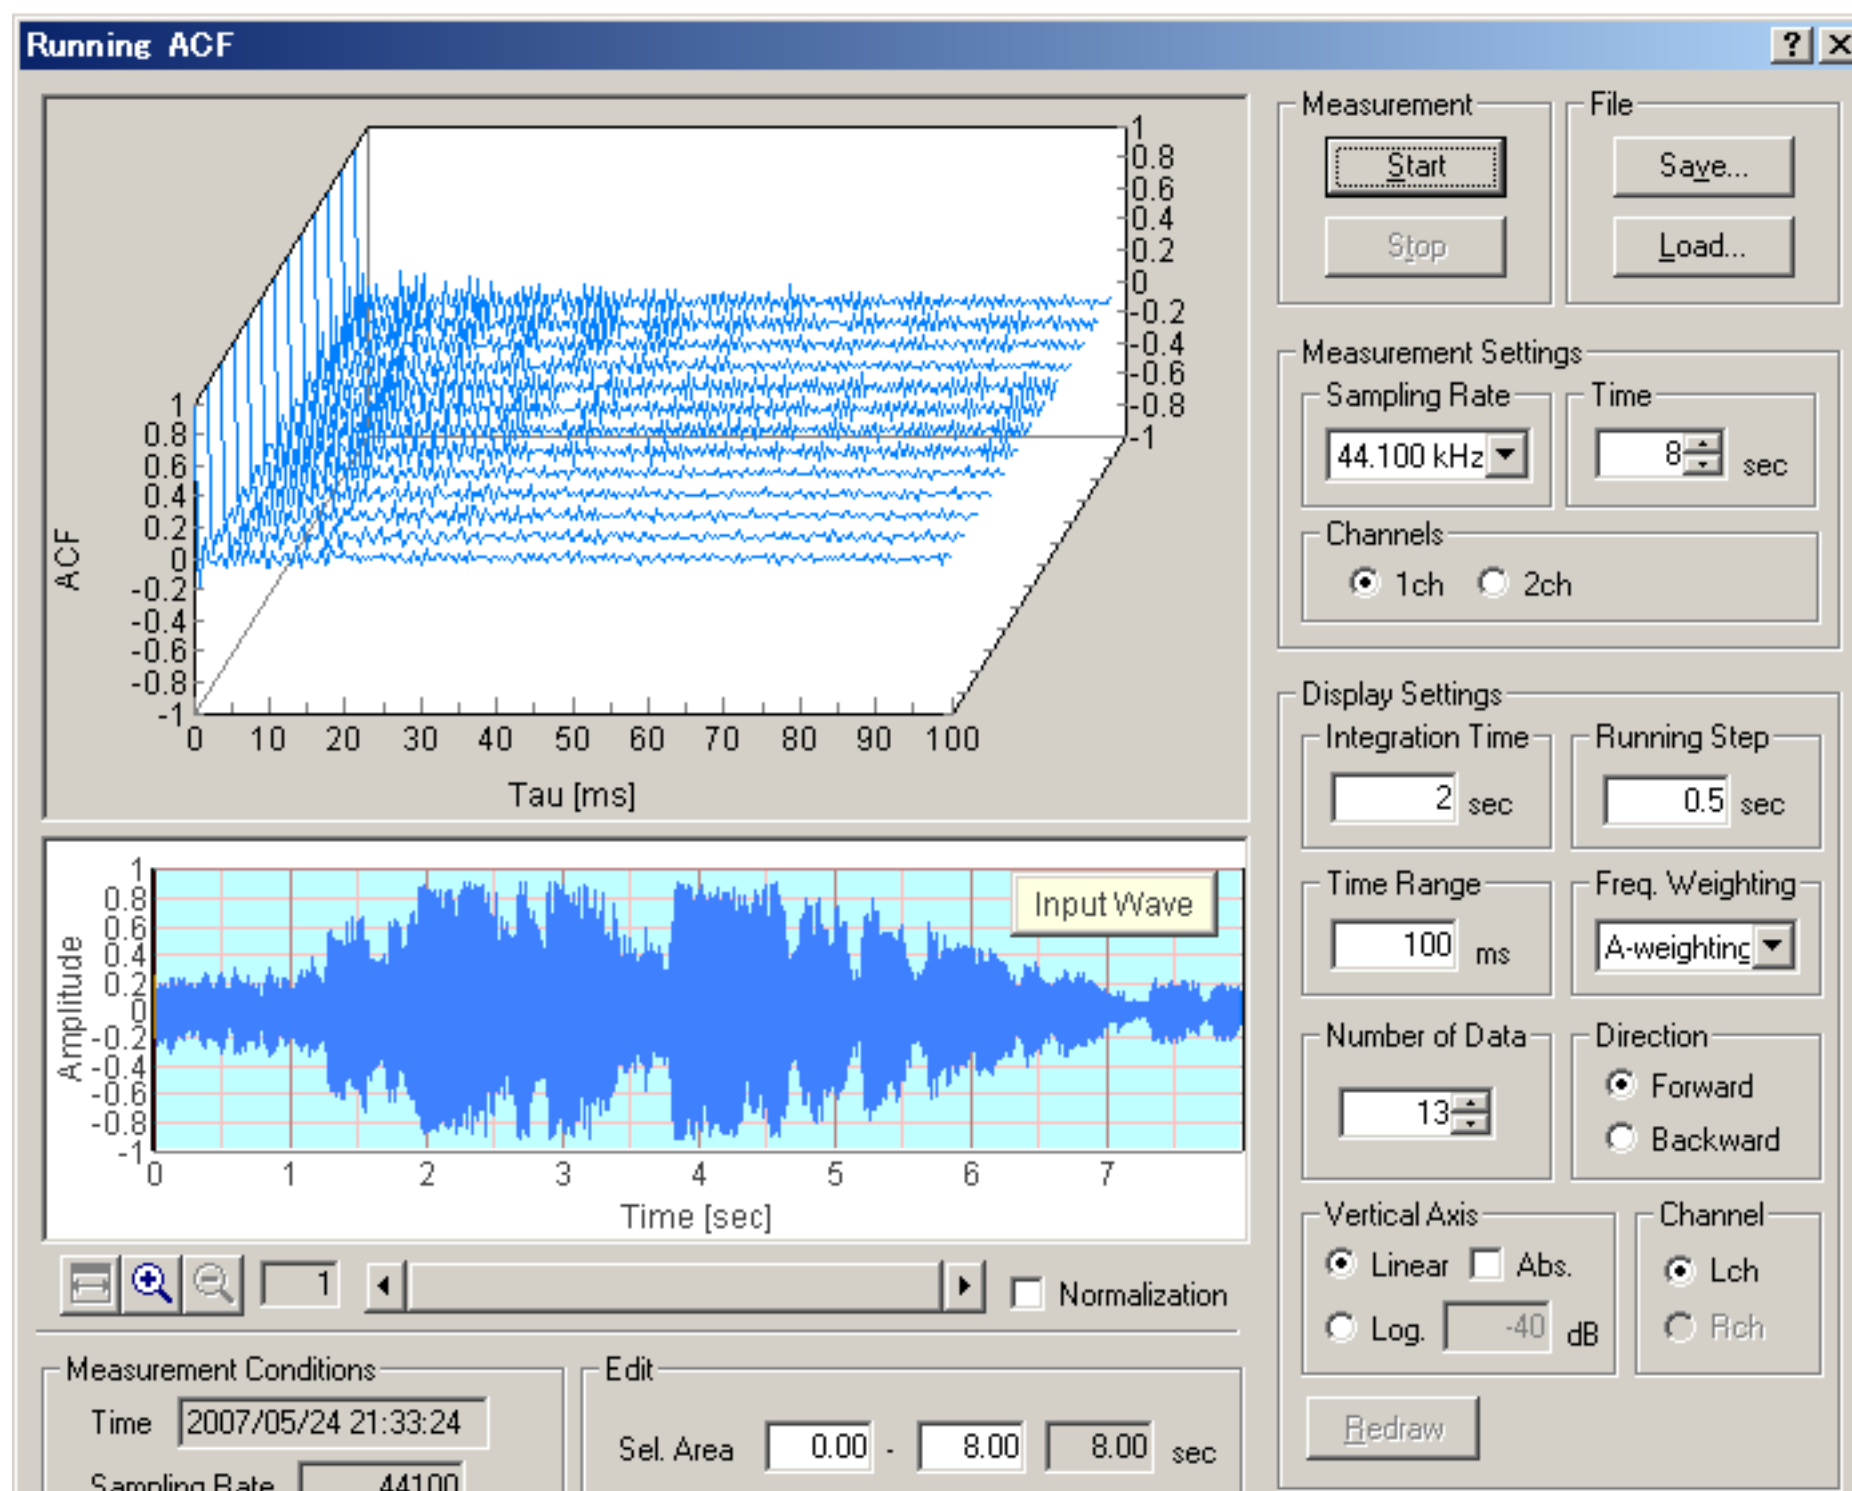 Running ACF
?
1
0.8
0.6
0.4
0.2
0
-0.2
-0.4
-0.6
-0.8
-1
ACF
1
0.8
0.6
0.4
0.2
0
-0.2
-0.4
-0.6
-0.8
-1
0 10 20 30 40 50 60 70 80 90 100
Tau [ms]
Input Wave
Amplitude
1
0.8
0.6
0.4
0.2
0
-0.2
-0.4
-0.6
-0.8
-1
0 1 2 3 4 5 6 7
Time [sec]
1
Normalization
Measurement Conditions
Time 2007/05/24 21:33:24
Sampling Rate 44100
Edit
Sel. Area 0.00 - 8.00 8.00 sec
Measurement
Start
Stop
File
Save...
Load...
Measurement Settings
Sampling Rate
44.100 kHz
Time
8 sec
Channels
1ch 2ch
Display Settings
Integration Time
2 sec
Running Step
0.5 sec
Time Range
100 ms
Freq. Weighting
A-weighting
Number of Data
13
Direction
Forward
Backward
Vertical Axis
Linear Abs.
Log. -40 dB
Channel
Lch
Rch
Redraw